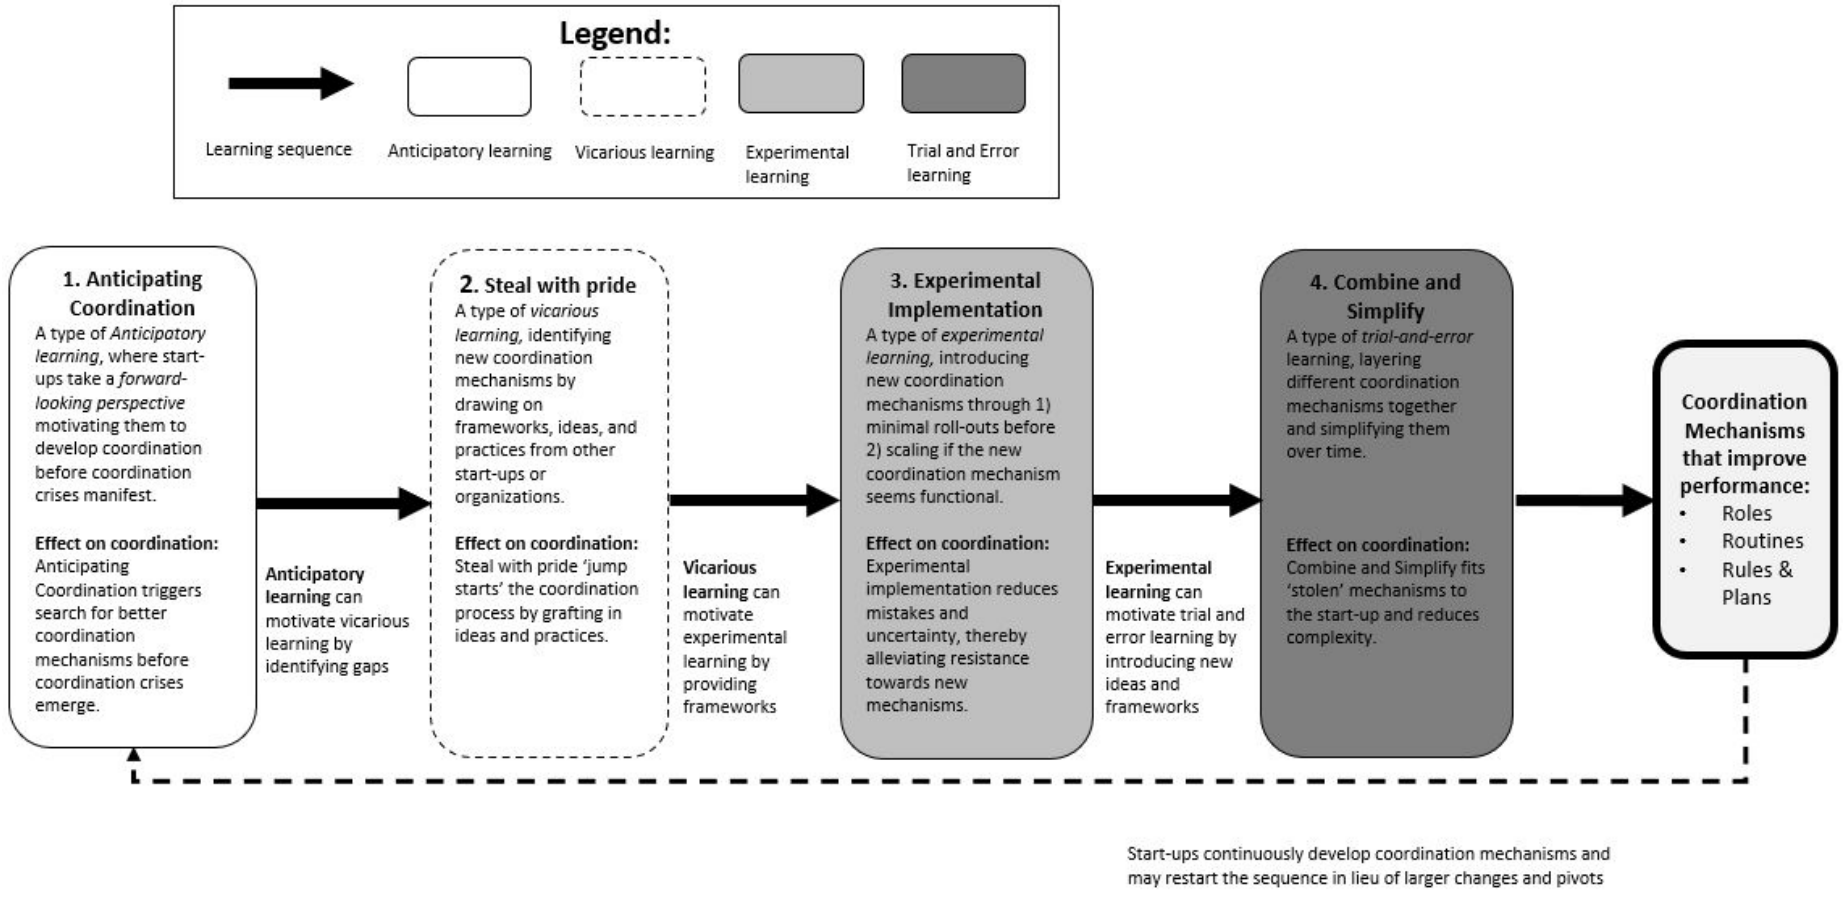 Legend:
Learning sequence
Anticipatory learning
Vicarious learning
Experimental
learning
Trial and Error
learning
1. Anticipating
Coordination
A type of Anticipatory
learning, where start-
ups take a forward-
looking perspective
motivating them to
develop coordination
before coordination
crises manifest.
Effect on coordination:
Anticipating
Coordination triggers
search for better
coordination
mechanisms before
coordination crises
emerge.
Anticipatory
learning can
motivate vicarious
learning by
identifying gaps
2. Steal with pride
A type of vicarious
learning, identifying
new coordination
mechanisms by
drawing on
frameworks, ideas, and
practices from other
start-ups or
organizations.
Effect on coordination:
Steal with pride ‘jump
starts’ the coordination
process by grafting in
ideas and practices.
Vicarious
learning can
motivate
experimental
learning by
providing
frameworks
3. Experimental
Implementation
A type of experimental
learning, introducing
new coordination
mechanisms through 1)
minimal roll-outs before
2) scaling if the new
coordination mechanism
seems functional.
Effect on coordination:
Experimental
implementation reduces
mistakes and
uncertainty, thereby
alleviating resistance
towards new
mechanisms.
Experimental
learning can
motivate trial and
error learning by
introducing new
ideas and
frameworks
4. Combine and
Simplify
A type of trial-and-error
learning, layering
different coordination
mechanisms together
and simplifying them
over time.
Effect on coordination:
Combine and Simplify fits
‘stolen’ mechanisms to
the start-up and reduces
complexity.
Coordination
Mechanisms
that improve
performance:
• Roles
• Routines
• Rules &
Plans
Start-ups continuously develop coordination mechanisms and
may restart the sequence in lieu of larger changes and pivots